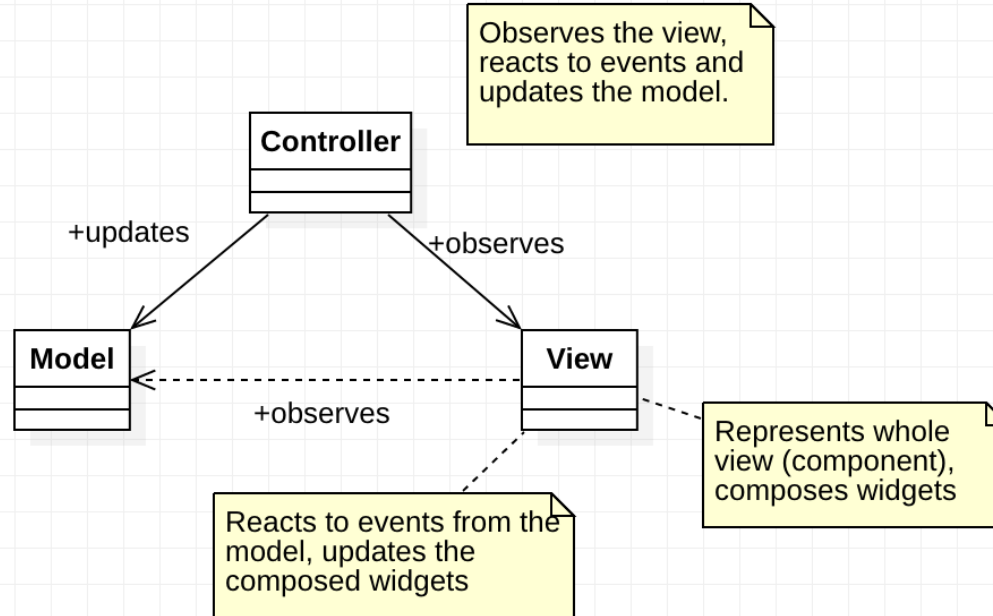 Observes the view,
reacts to events and
updates the model.
Controller
+updates
+observes
Model
View
+observes
Represents whole
view (component),
composes widgets
Reacts to events from the
model, updates the
composed widgets